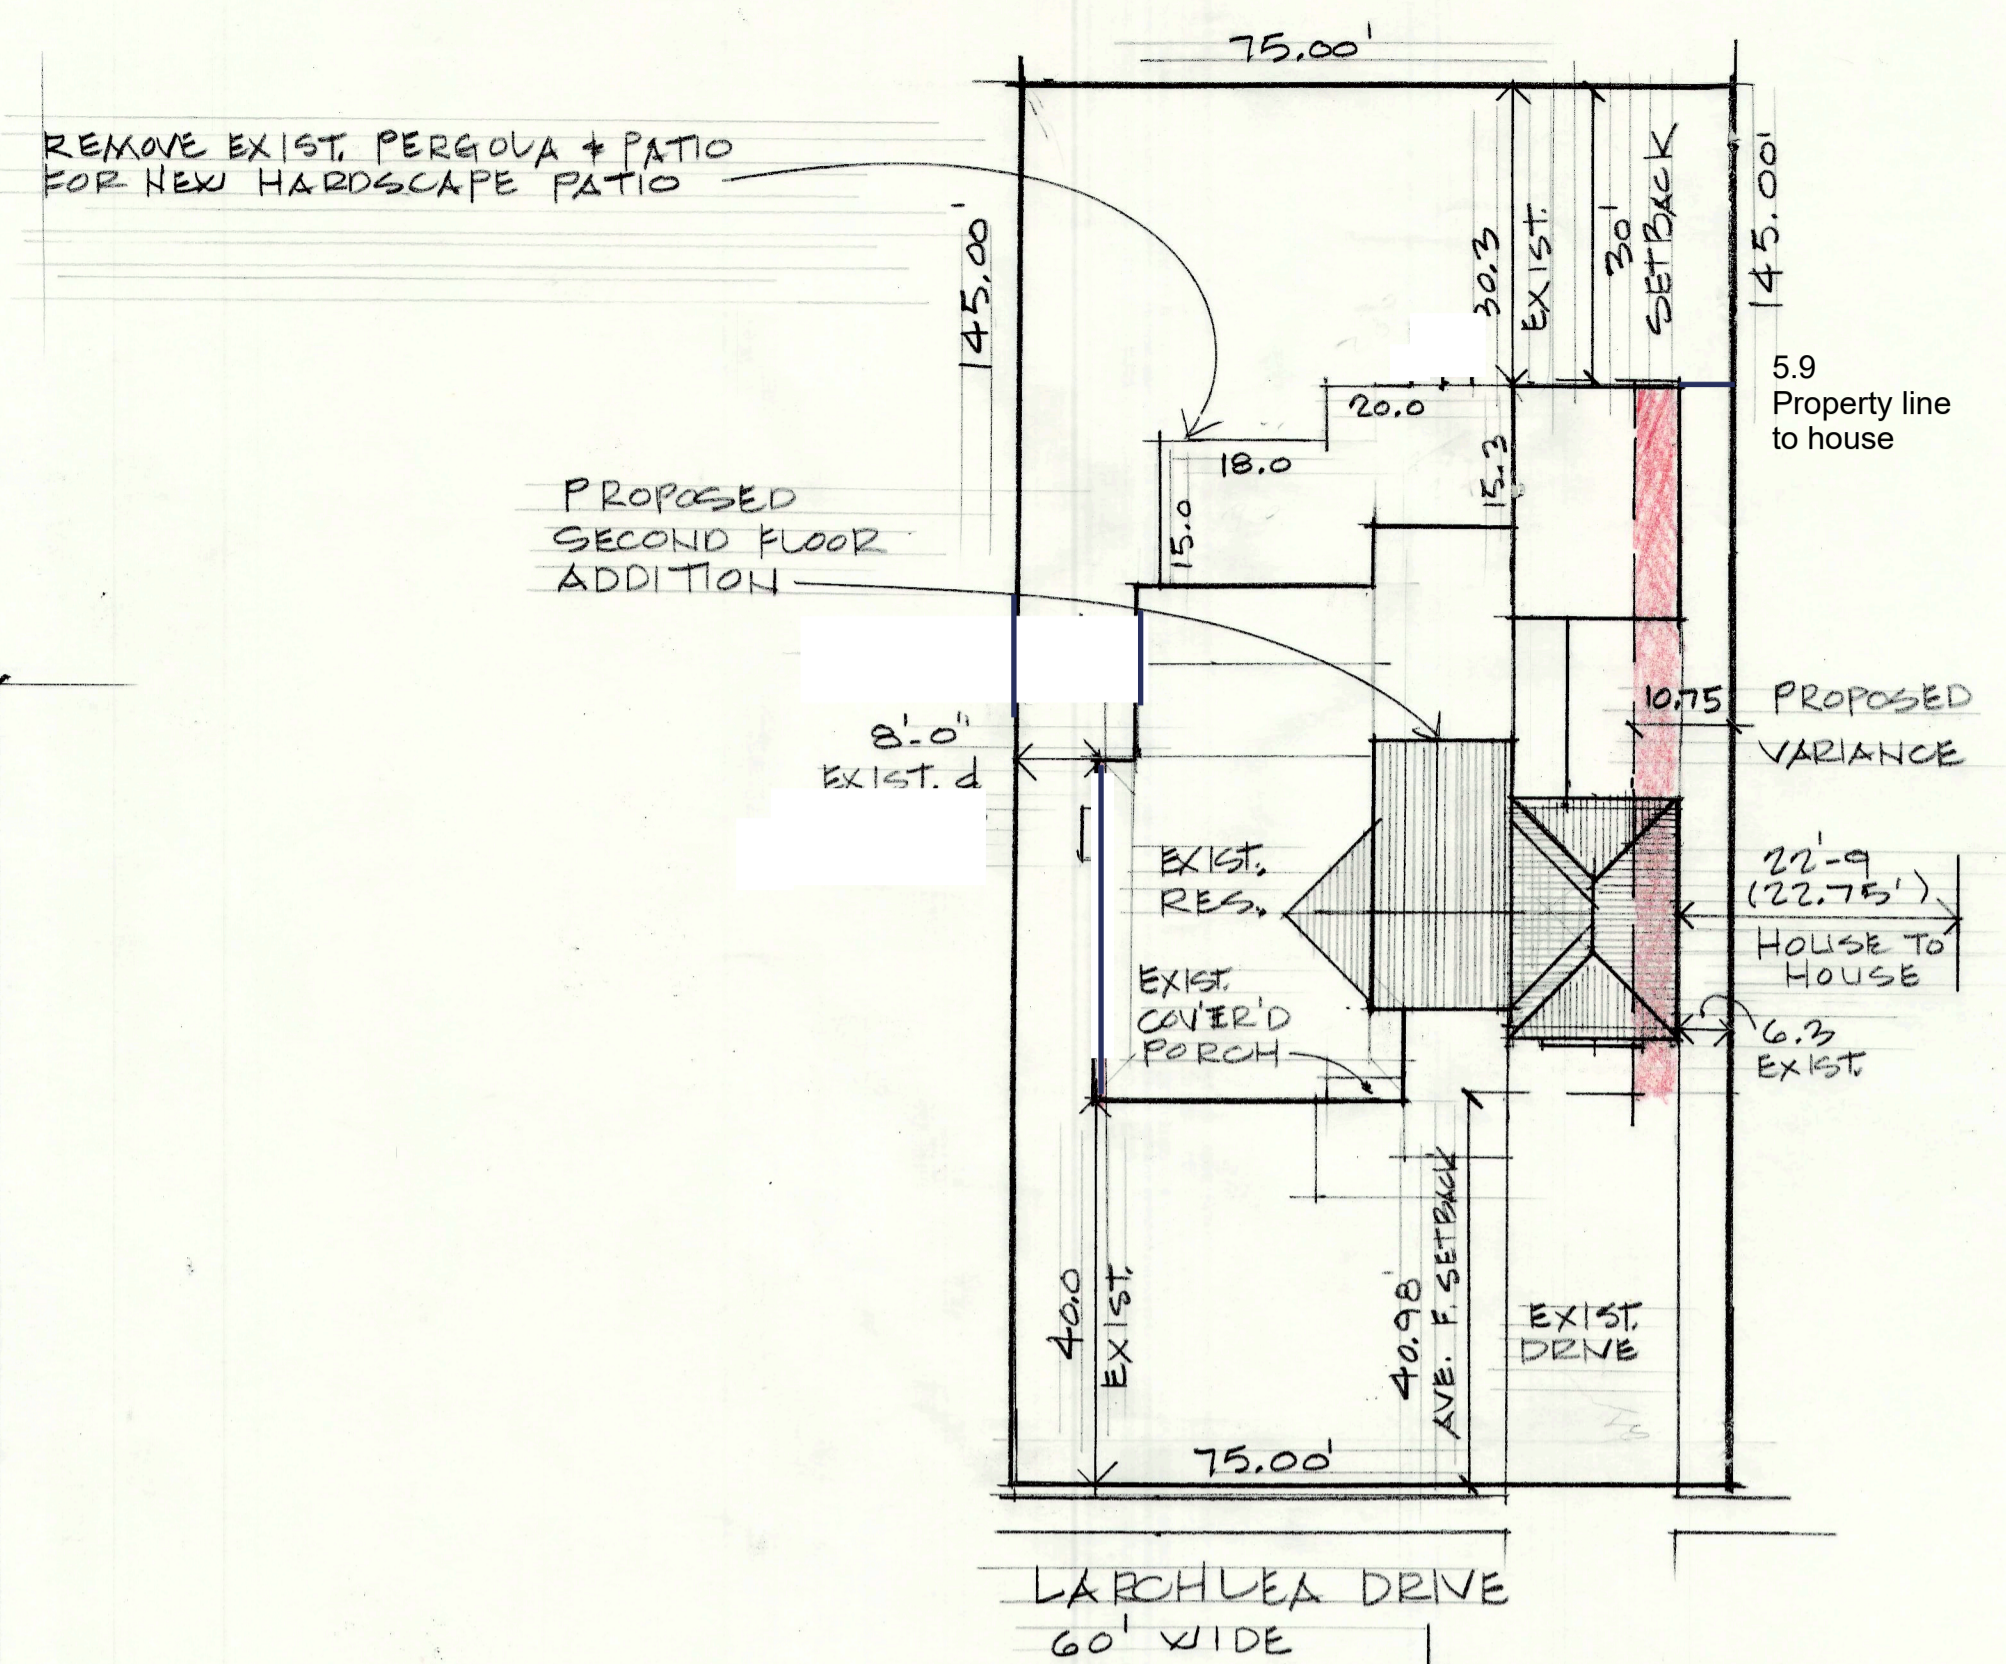 75.00'
REMOVE EXIST. PERGOLA & PATIO
FOR NEW HARDSCAPE PATIO
145.00'
30.3
EXIST.
30'
SETBACK
145.00'
5.9
Property line
to house
20.0
18.0
15.3
15.0
PROPOSED
SECOND FLOOR
ADDITION
10.75
PROPOSED
VARIANCE
8'-0"
EXIST. d
EXIST.
RES.
22'-9
(22.75')
HOUSE TO
HOUSE
EXIST.
COV'ER'D
PORCH
6.3
EXIST.
40.0
EXIST.
40.98'
AVE. F. SETBACK
EXIST.
DRIVE
75.00'
LARCHLEA DRIVE
60' WIDE